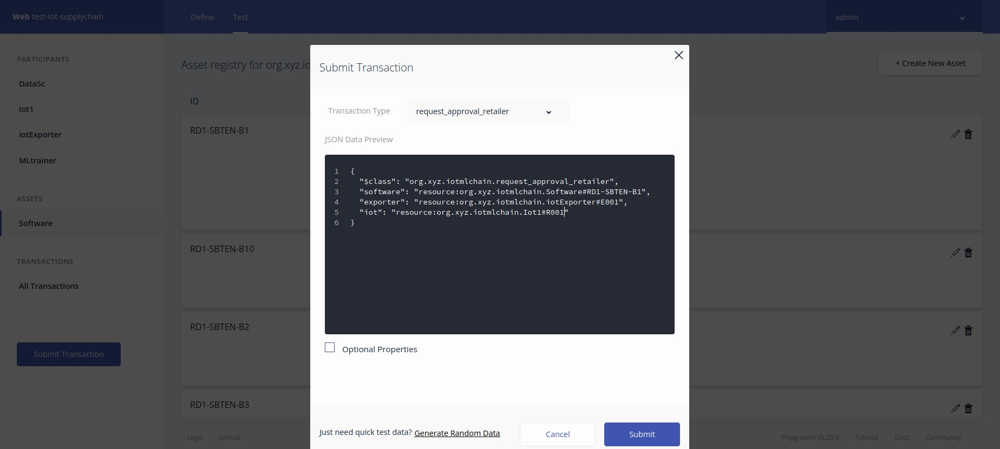 Web test-iot-supplychain
Define
Test
admin
PARTICIPANTS
DataSc
Iot1
iotExporter
MLtrainer
ASSETS
Software
TRANSACTIONS
All Transactions
Submit Transaction
Asset registry for org.xyz.io
+ Create New Asset
ID
RD1-SBTEN-B1
RD1-SBTEN-B10
RD1-SBTEN-B2
RD1-SBTEN-B3
Submit Transaction
Transaction Type
request_approval_retailer
JSON Data Preview
1 {
2 "$class": "org.xyz.iotmlchain.request_approval_retailer",
3 "software": "resource:org.xyz.iotmlchain.Software#RD1-SBTEN-B1",
4 "exporter": "resource:org.xyz.iotmlchain.iotExporter#E001",
5 "iot": "resource:org.xyz.iotmlchain.Iot1#R001"
6 }
Optional Properties
Just need quick test data? Generate Random Data
Cancel
Submit
Legal
GitHub
Playground v0.20.9
Tutorial
Docs
Community